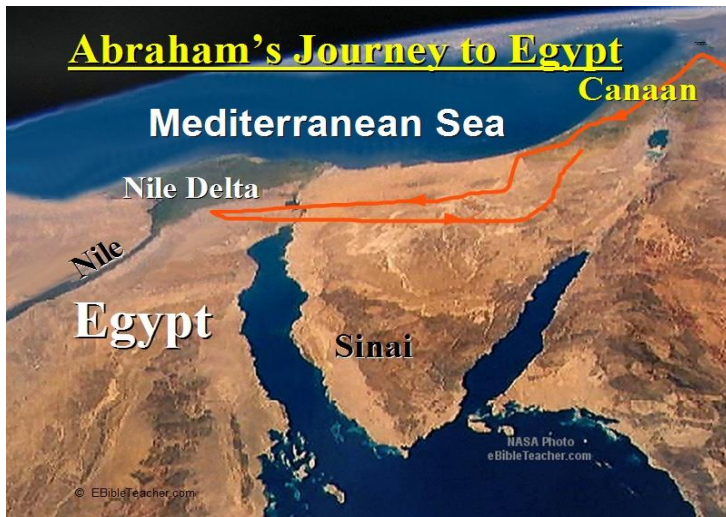 Abraham's Journey to Egypt
Canaan
Mediterranean Sea
Nile Delta
Nile
Egypt
Sinai
NASA Photo
eBibleTeacher.com
© EBibleTeacher.com